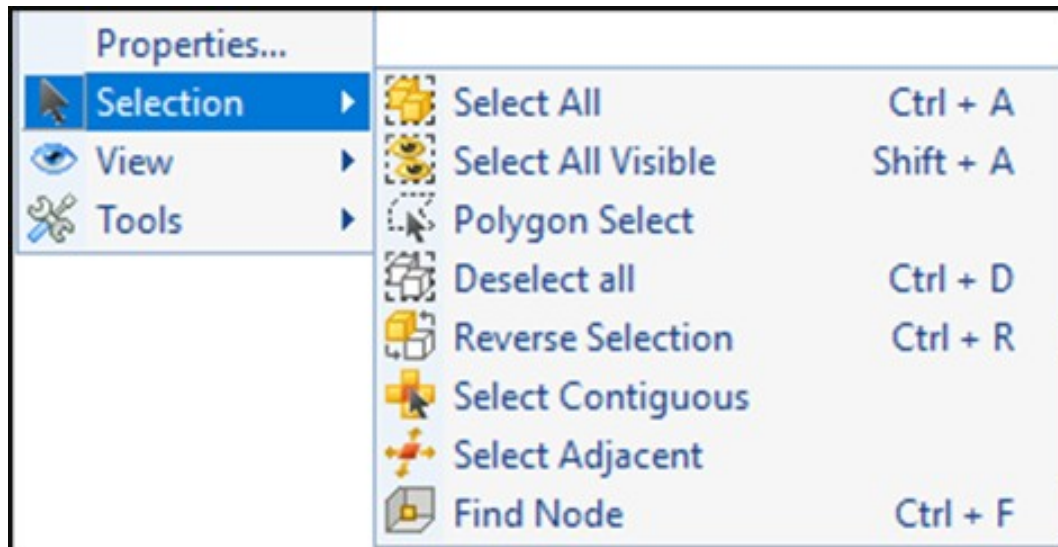 Properties...
Selection
View
Tools
Select All Ctrl + A
Select All Visible Shift + A
Polygon Select
Deselect all Ctrl + D
Reverse Selection Ctrl + R
Select Contiguous
Select Adjacent
Find Node Ctrl + F